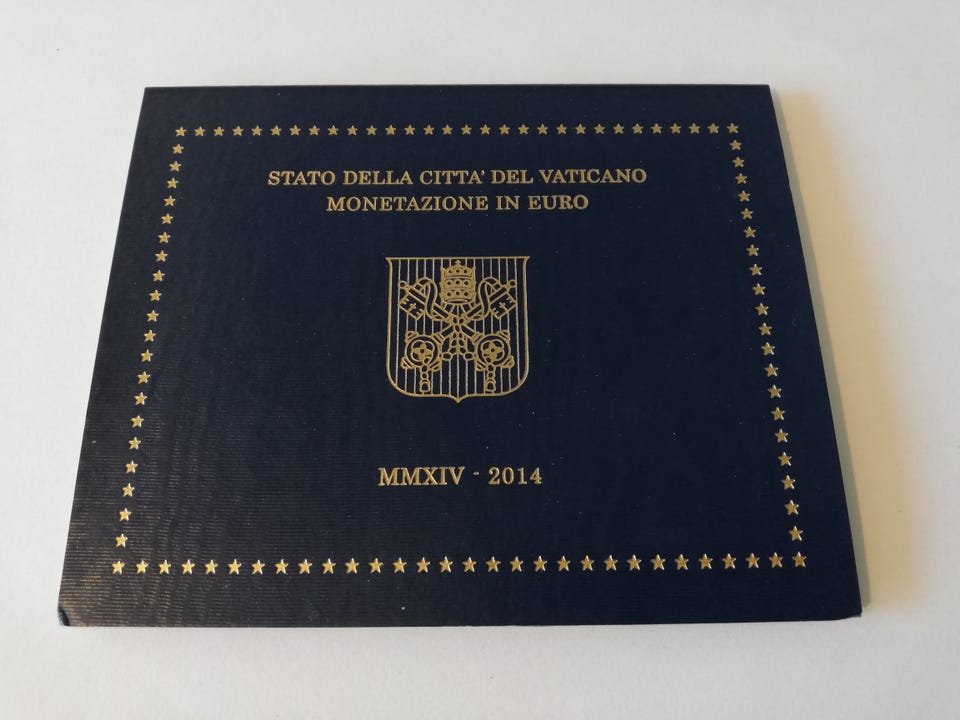 STATO DELLA CITTA' DEL VATICANO
MONETAZIONE IN EURO
MMXIV - 2014